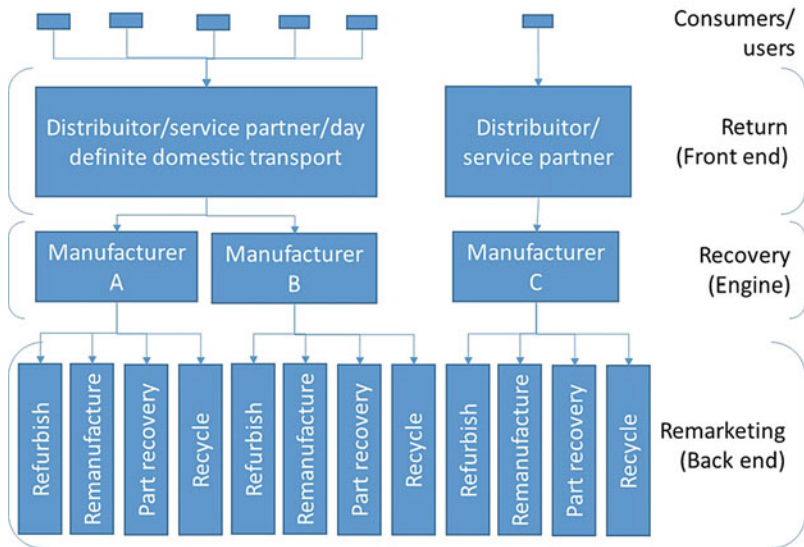 Consumers/
users
Distribuitor/service partner/day
definite domestic transport
Distribuitor/
service partner
Return
(Front end)
Manufacturer
A
Manufacturer
B
Manufacturer
C
Recovery
(Engine)
Refurbish
Remanufacture
Part recovery
Recycle
Refurbish
Remanufacture
Part recovery
Recycle
Refurbish
Remanufacture
Part recovery
Recycle
Remarketing
(Back end)